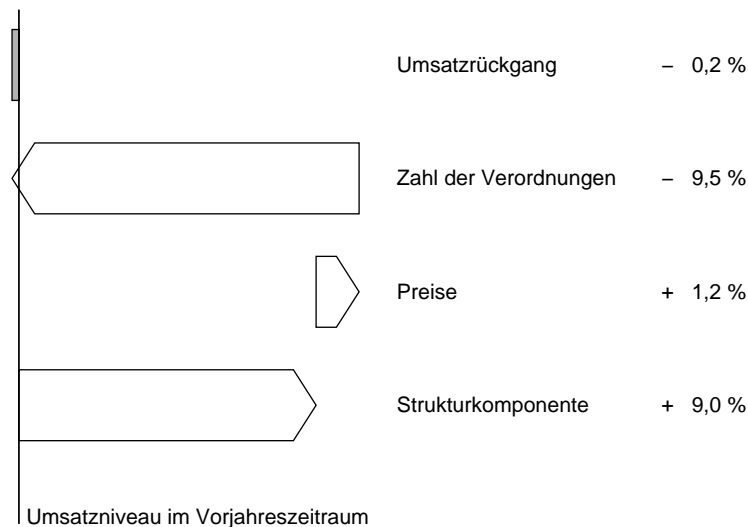 Umsatzrückgang – 0,2 %
Zahl der Verordnungen – 9,5 %
Preise + 1,2 %
Strukturkomponente + 9,0 %
Umsatzniveau im Vorjahreszeitraum